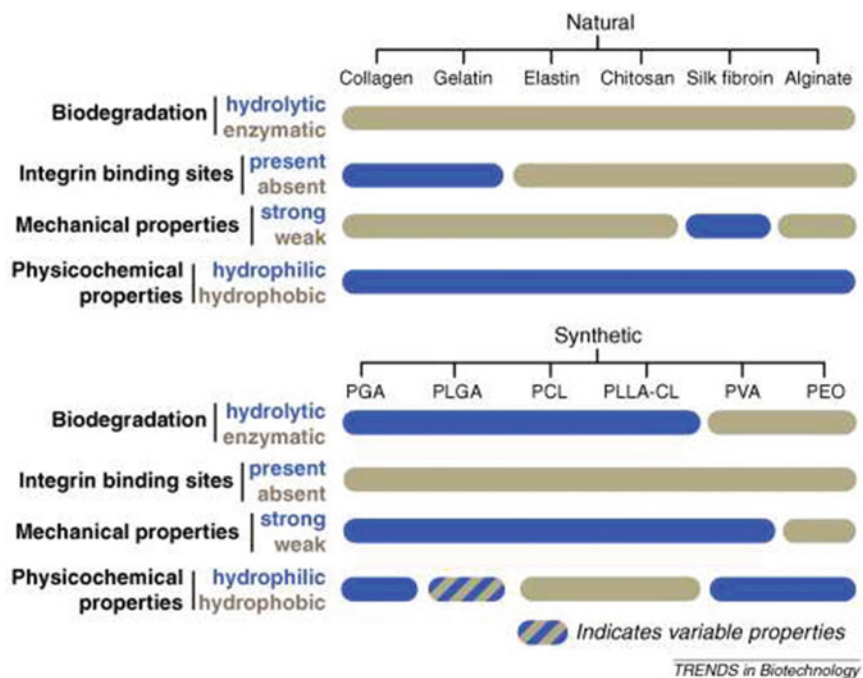 Natural
Collagen Gelatin Elastin Chitosan Silk fibroin Alginate
Biodegradation hydrolytic
enzymatic
Integrin binding sites present
absent
Mechanical properties strong
weak
Physicochemical hydrophilic
properties hydrophobic
Synthetic
PGA PLGA PCL PLLA-CL PVA PEO
Biodegradation hydrolytic
enzymatic
Integrin binding sites present
absent
Mechanical properties strong
weak
Physicochemical hydrophilic
properties hydrophobic
Indicates variable properties
TRENDS in Biotechnology